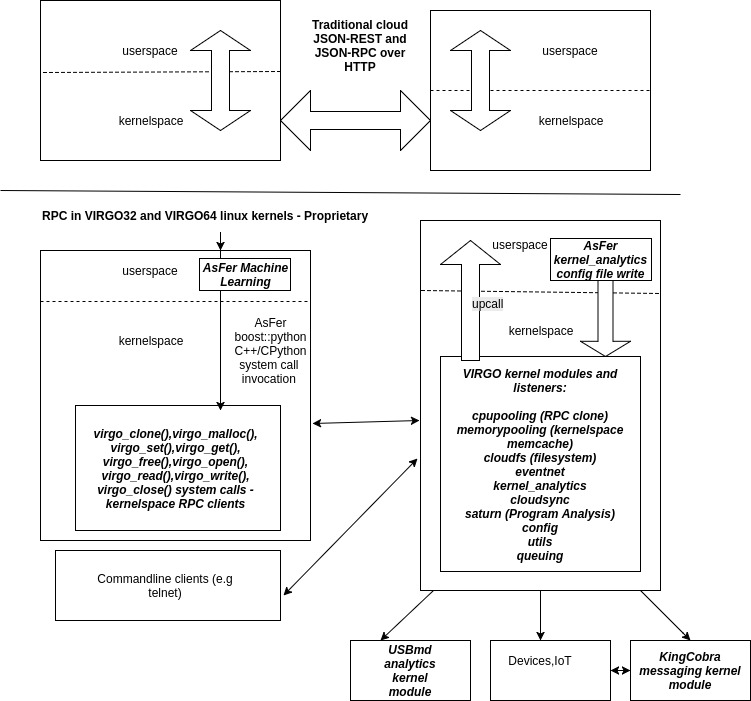 Traditional cloud
JSON-REST and
JSON-RPC over
HTTP
userspace
kernelspace
userspace
kernelspace
RPC in VIRGO32 and VIRGO64 linux kernels - Proprietary
userspace
AsFer Machine
Learning
kernelspace
AsFer
boost::python
C++/CPython
system call
invocation
virgo_clone(),virgo_malloc(),
virgo_set(),virgo_get(),
virgo_free(),virgo_open(),
virgo_read(),virgo_write(),
virgo_close() system calls -
kernelspace RPC clients
Commandline clients (e.g
telnet)
userspace
AsFer
kernel_analytics
config file write
upcall
kernelspace
VIRGO kernel modules and
listeners:
cpupooling (RPC clone)
memorypooling (kernelspace
memcache)
cloudfs (filesystem)
eventnet
kernel_analytics
cloudsync
saturn (Program Analysis)
config
utils
queuing
USBmd
analytics
kernel
module
Devices,IoT
KingCobra
messaging kernel
module